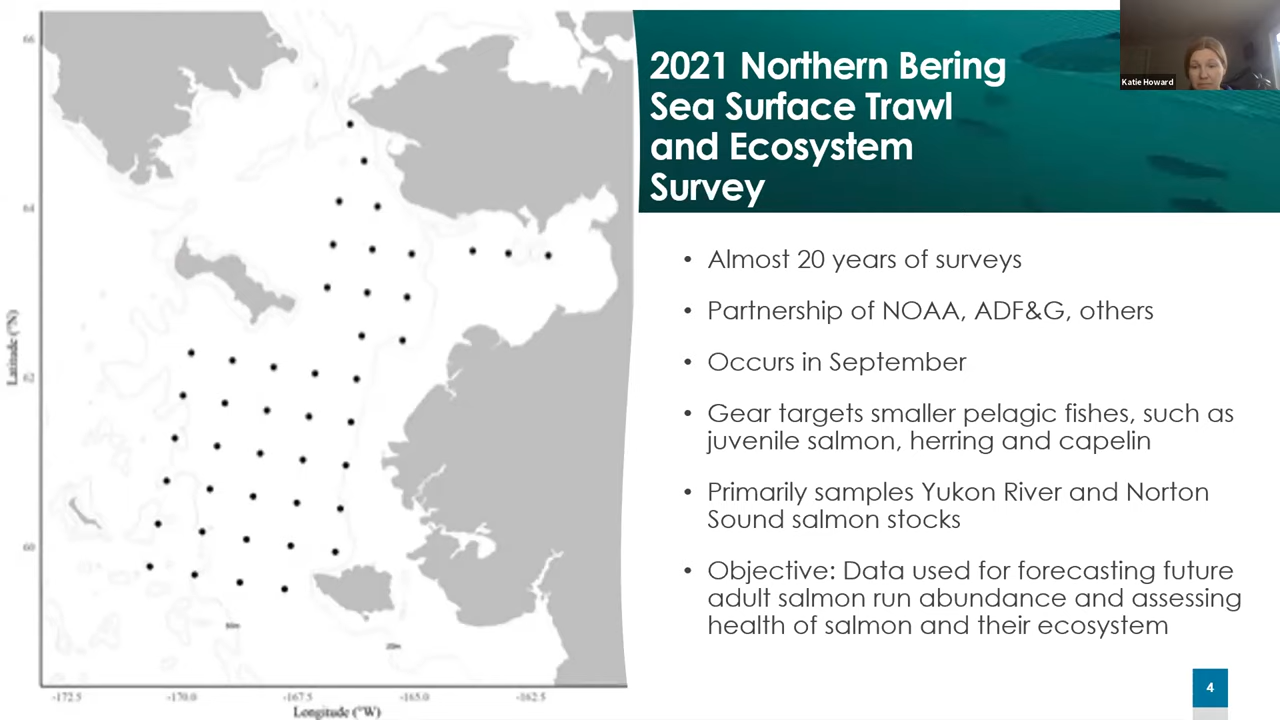 2021 Northern Bering
Sea Surface Trawl
and Ecosystem
Survey
Katie Howard
• Almost 20 years of surveys
• Partnership of NOAA, ADF&G, others
• Occurs in September
• Gear targets smaller pelagic fishes, such as
juvenile salmon, herring and capelin
• Primarily samples Yukon River and Norton
Sound salmon stocks
• Objective: Data used for forecasting future
adult salmon run abundance and assessing
health of salmon and their ecosystem
4
66
64
62
60
Latitude (°N)
-172.5
-170.0
-167.5
-165.0
-162.5
Longitude (°W)
20m